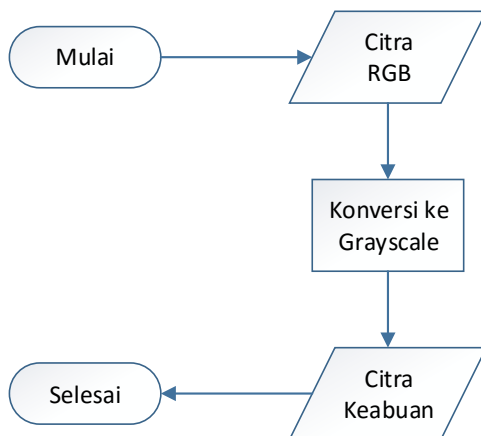 Mulai
Citra
RGB
Konversi ke
Grayscale
Citra
Keabuan
Selesai